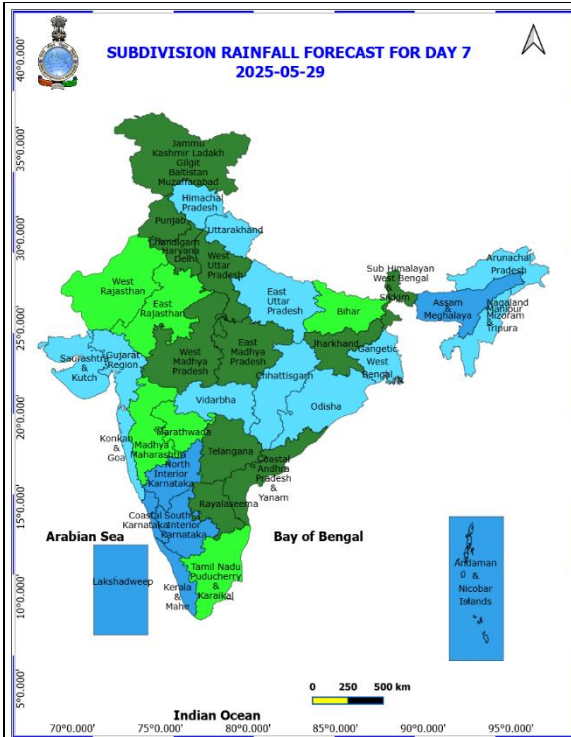 SUBDIVISION RAINFALL FORECAST FOR DAY 7
2025-05-29
40°0.000'
35°0.000'
30°0.000'
25°0.000'
20°0.000'
15°0.000'
10°0.000'
5°0.000'
Jammu
Kashmir Ladakh
Gilgit
Baltistan
Muzaffarabad
Himachal
Pradesh
Punjab
Uttarakhand
Chandigarh
Haryana
Delhi
West
Uttar
Pradesh
Sub Himalayan
West Bengal
Sikkim
Arunachal
Pradesh
West
Rajasthan
East
Rajasthan
East
Uttar
Pradesh
Bihar
Assam
&
Meghalaya
Nagaland
Manipur
Mizoram
&
Tripura
Saurashtra
&
Kutch
Gujarat
Region
West
Madhya
Pradesh
East
Madhya
Pradesh
Jharkhand
Gangetic
West
Bengal
Chhattisgarh
Vidarbha
Odisha
Konkan
&
Goa
Marathwada
Madhya
Maharashtra
Telangana
Coastal
Andhra
Pradesh
&
Yanam
North
Interior
Karnataka
Rayalaseema
Coastal
Karnataka
South
Interior
Karnataka
Arabian Sea
Bay of Bengal
Lakshadweep
Kerala
&
Mahe
Tamil Nadu
Puducherry
&
Karaikal
Andaman
&
Nicobar
Islands
0 250 500 km
Indian Ocean
70°0.000' 75°0.000' 80°0.000' 85°0.000' 90°0.000' 95°0.000'